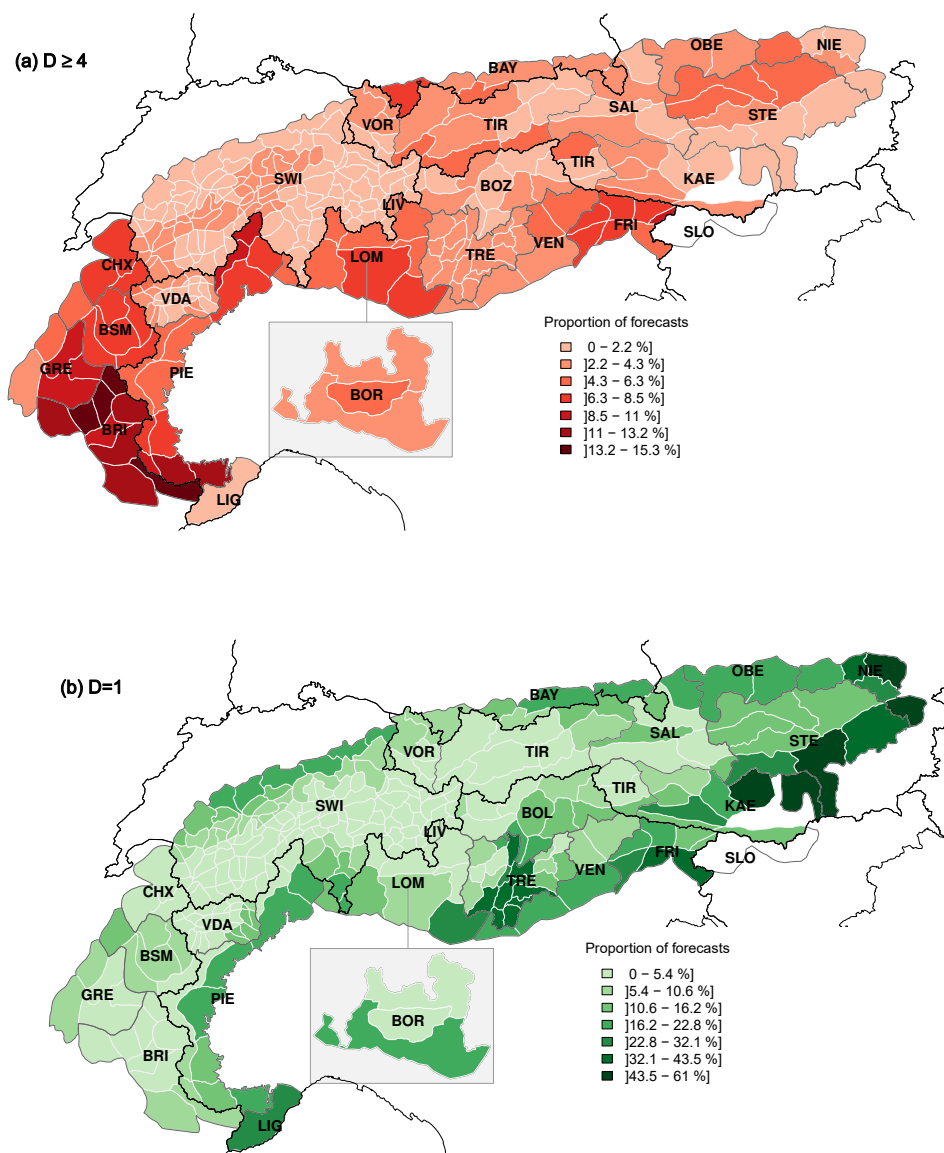 (a) D ≥ 4
OBE
NIE
BAY
SAL
VOR
TIR
STE
TIR
SWI
BOZ
KAE
LIV
FRI
SLO
VEN
LOM
TRE
CHX
VDA
BSM
Proportion of forecasts
0 – 2.2 %]
]2.2 – 4.3 %]
]4.3 – 6.3 %]
]6.3 – 8.5 %]
]8.5 – 11 %]
]11 – 13.2 %]
]13.2 – 15.3 %]
GRE
PIE
BOR
BRI
LIG
(b) D=1
OBE
NIE
BAY
SAL
STE
VOR
TIR
TIR
SWI
BOL
KAE
LIV
FRI
SLO
VEN
TRE
LOM
CHX
VDA
BSM
Proportion of forecasts
0 – 5.4 %]
]5.4 – 10.6 %]
]10.6 – 16.2 %]
]16.2 – 22.8 %]
]22.8 – 32.1 %]
]32.1 – 43.5 %]
]43.5 – 61 %]
GRE
PIE
BOR
BRI
LIG